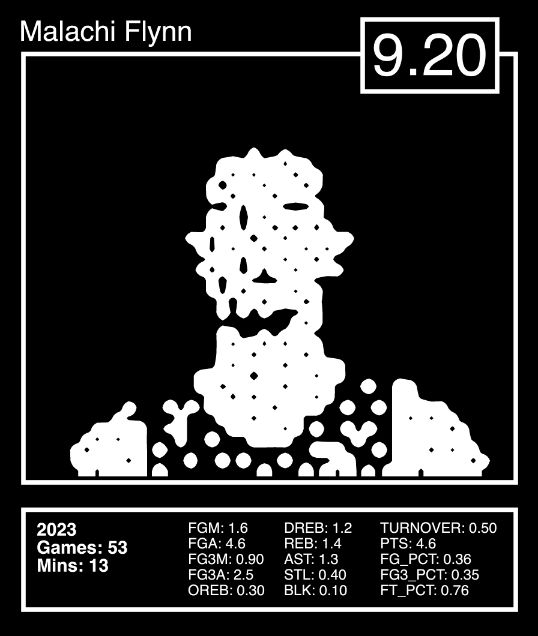 Malachi Flynn
9.20
2023
Games: 53
Mins: 13
FGM: 1.6
FGA: 4.6
FG3M: 0.90
FG3A: 2.5
OREB: 0.30
DREB: 1.2
REB: 1.4
AST: 1.3
STL: 0.40
BLK: 0.10
TURNOVER: 0.50
PTS: 4.6
FG_PCT: 0.36
FG3_PCT: 0.35
FT_PCT: 0.76